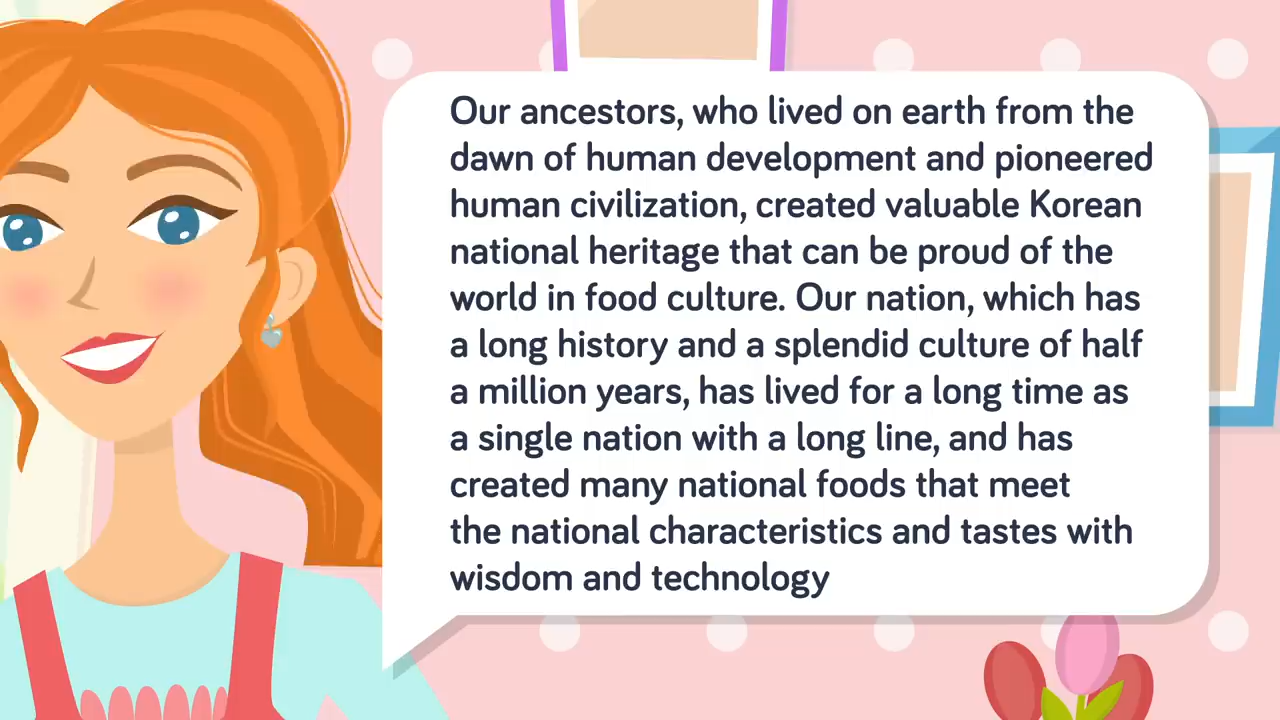 Our ancestors, who lived on earth from the
dawn of human development and pioneered
human civilization, created valuable Korean
national heritage that can be proud of the
world in food culture. Our nation, which has
a long history and a splendid culture of half
a million years, has lived for a long time as
a single nation with a long line, and has
created many national foods that meet
the national characteristics and tastes with
wisdom and technology